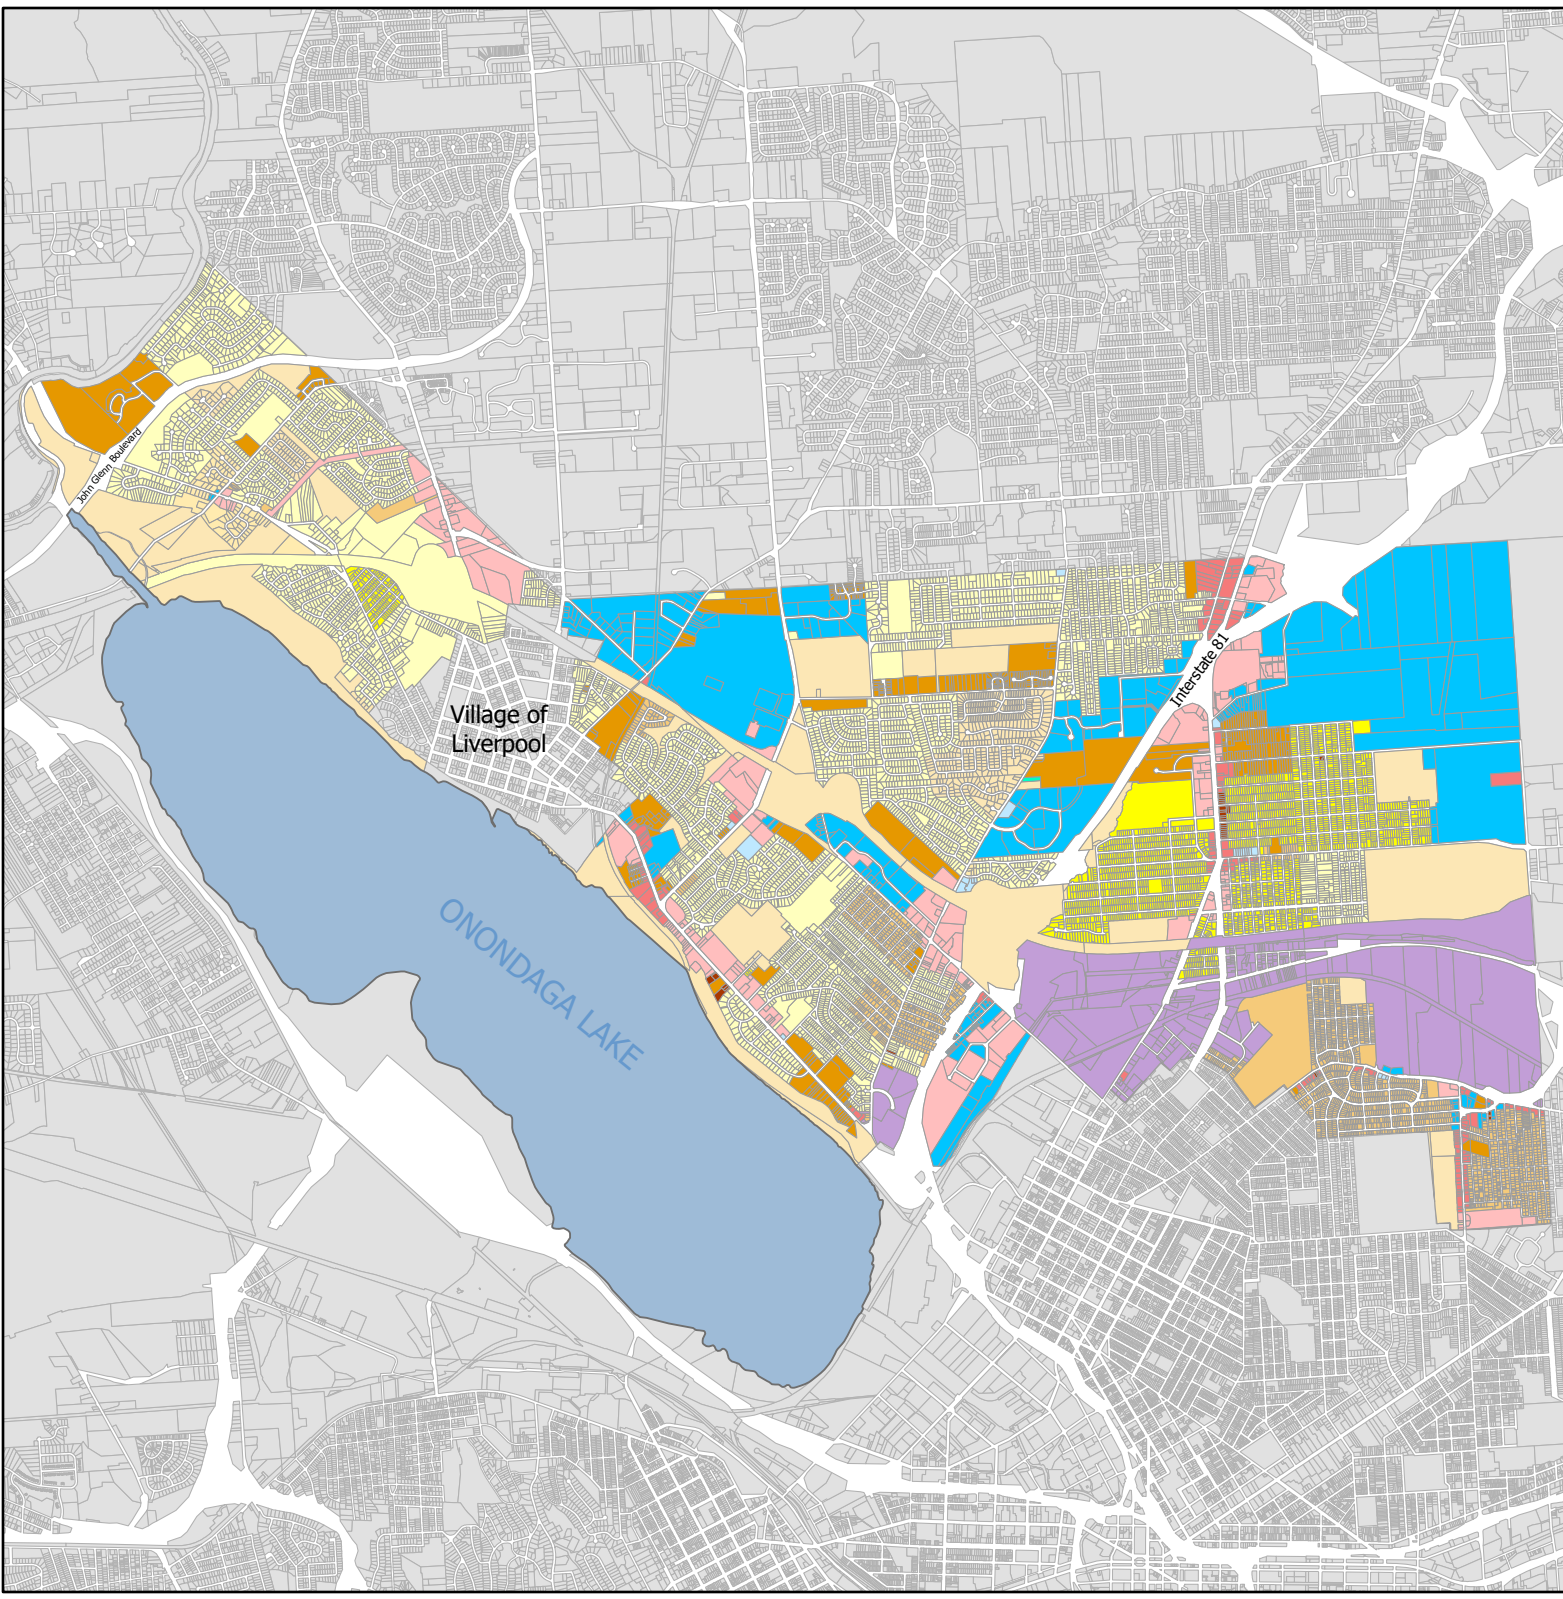 John Glenn Boulevard
Interstate 81
Village of
Liverpool
ONONDAGA LAKE